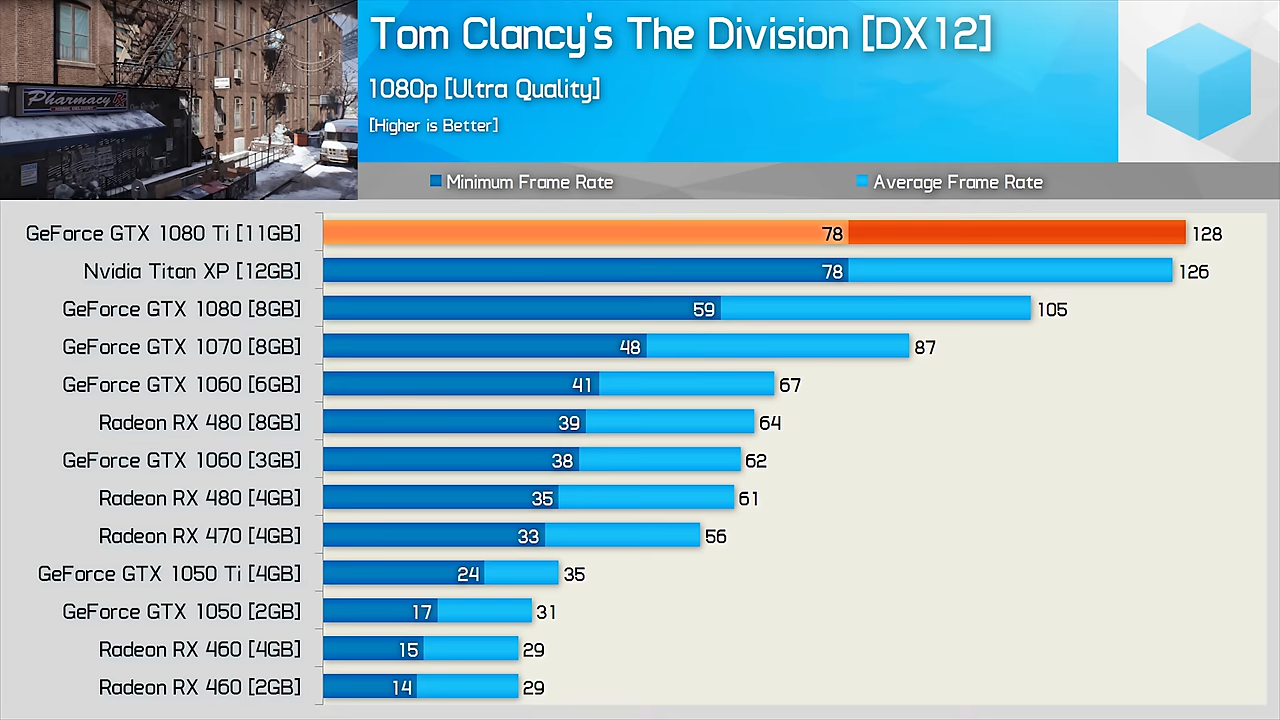 Tom Clancy's The Division [DX12]
1080p [Ultra Quality]
[Higher is Better]
Pharmacy
Minimum Frame Rate
Average Frame Rate
GeForce GTX 1080 Ti [11GB] 78 128
Nvidia Titan XP [12GB] 78 126
GeForce GTX 1080 [8GB] 59 105
GeForce GTX 1070 [8GB] 48 87
GeForce GTX 1060 [6GB] 41 67
Radeon RX 480 [8GB] 39 64
GeForce GTX 1060 [3GB] 38 62
Radeon RX 480 [4GB] 35 61
Radeon RX 470 [4GB] 33 56
GeForce GTX 1050 Ti [4GB] 24 35
GeForce GTX 1050 [2GB] 17 31
Radeon RX 460 [4GB] 15 29
Radeon RX 460 [2GB] 14 29